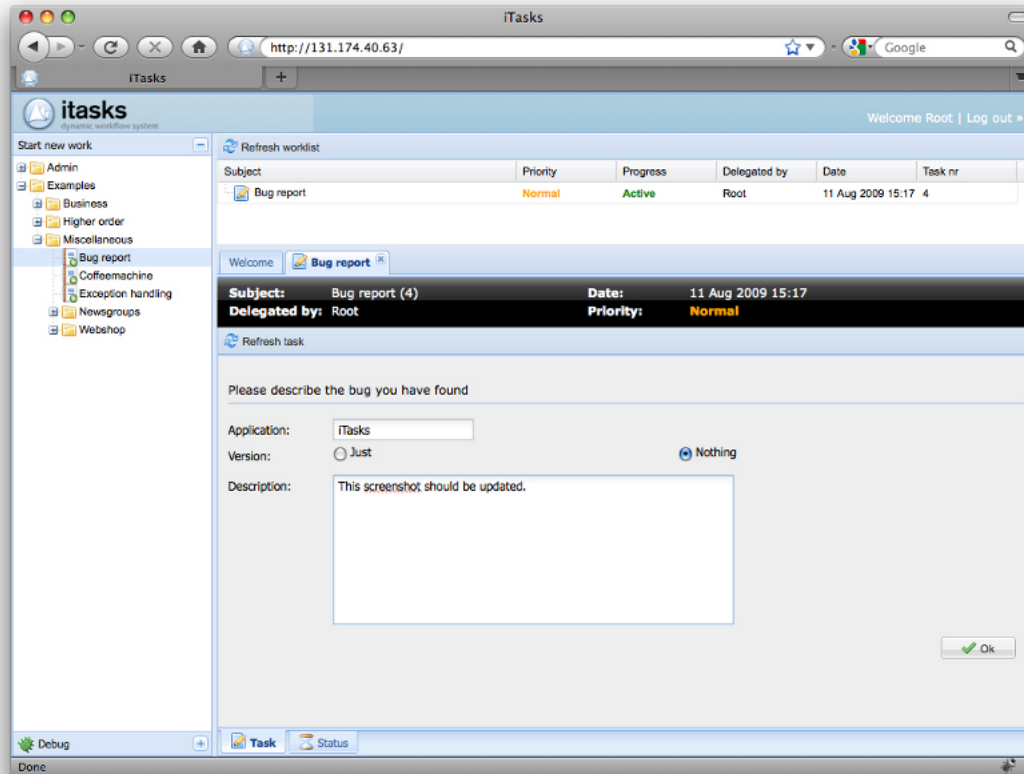 iTasks
http://131.174.40.63/
Google
iTasks
itasks
dynamic workflow system
Welcome Root | Log out »
Start new work
Admin
Examples
Business
Higher order
Miscellaneous
Bug report
Coffeemachine
Exception handling
Newsgroups
Webshop
Debug
Refresh worklist
Subject Priority Progress Delegated by Date Task nr
Bug report Normal Active Root 11 Aug 2009 15:17 4
Welcome Bug report
Subject: Bug report (4) Date: 11 Aug 2009 15:17
Delegated by: Root Priority: Normal
Refresh task
Please describe the bug you have found
Application: iTasks
Version: Just Nothing
Description: This screenshot should be updated.
Ok
Task Status
Done